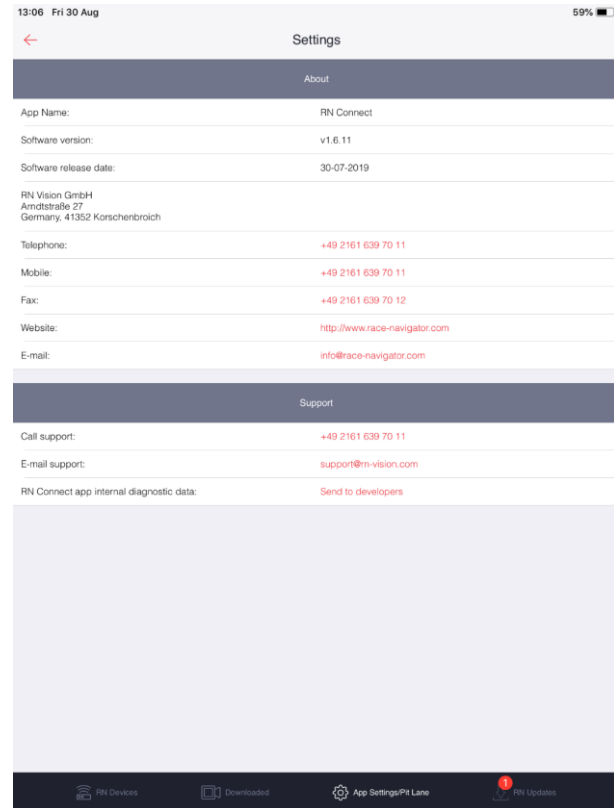 13:06 Fri 30 Aug 59%
Settings
About
App Name: RN Connect
Software version: v1.6.11
Software release date: 30-07-2019
RN Vision GmbH
Arndtstraße 27
Germany, 41352 Korschenbroich
Telephone: +49 2161 639 70 11
Mobile: +49 2161 639 70 11
Fax: +49 2161 639 70 12
Website: http://www.race-navigator.com
E-mail: info@race-navigator.com
Support
Call support: +49 2161 639 70 11
E-mail support: support@rn-vision.com
RN Connect app internal diagnostic data: Send to developers
RN Devices Downloaded App Settings/Pit Lane 1 RN Updates